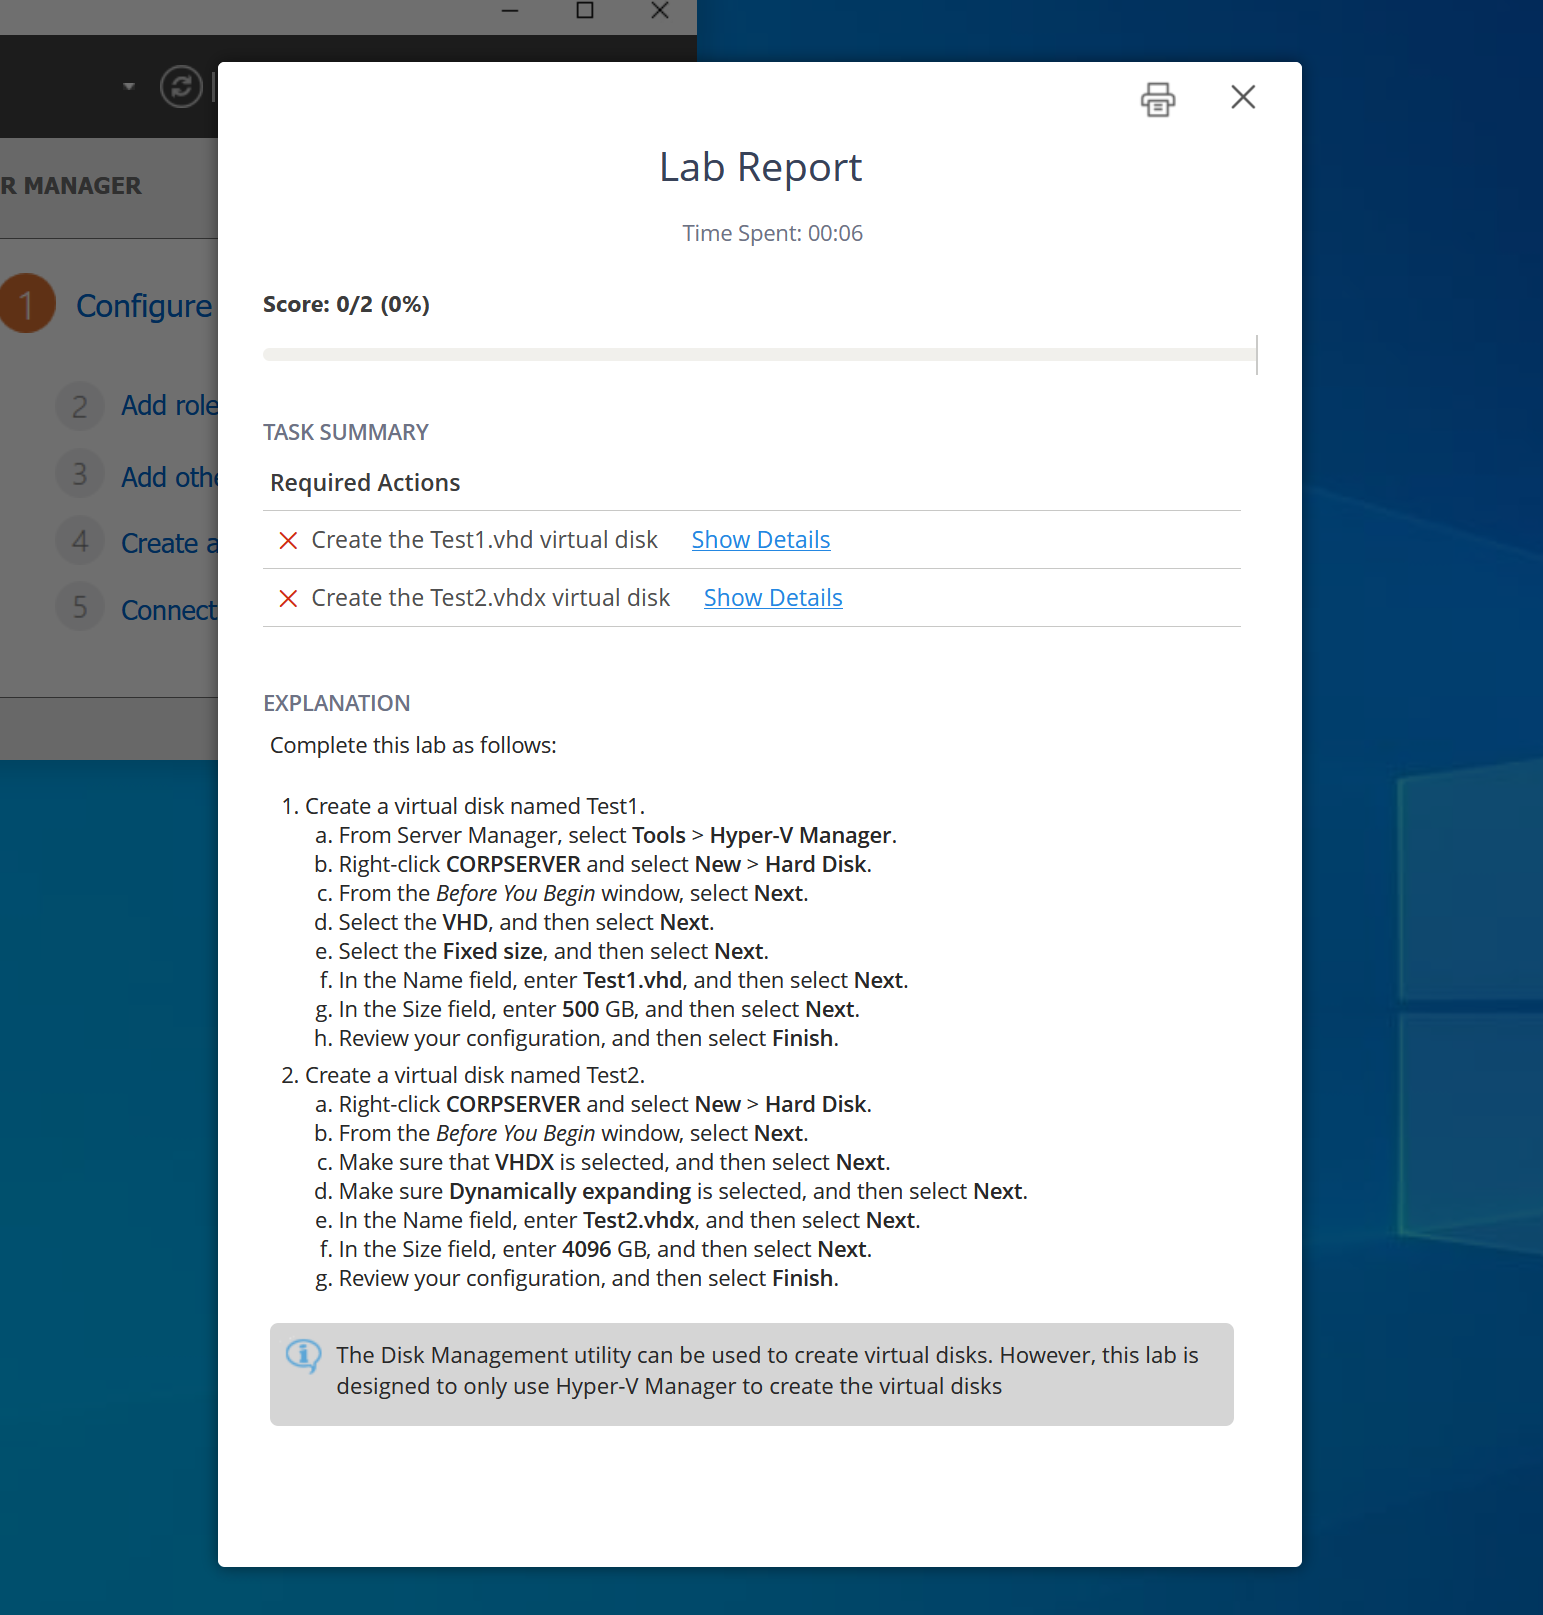 R MANAGER
1 Configure
2 Add role
3 Add othe
4 Create a
5 Connect
Lab Report
Time Spent: 00:06
Score: 0/2 (0%)
TASK SUMMARY
Required Actions
Create the Test1.vhd virtual disk Show Details
Create the Test2.vhdx virtual disk Show Details
EXPLANATION
Complete this lab as follows:
1. Create a virtual disk named Test1.
a. From Server Manager, select Tools > Hyper-V Manager.
b. Right-click CORPSERVER and select New > Hard Disk.
c. From the Before You Begin window, select Next.
d. Select the VHD, and then select Next.
e. Select the Fixed size, and then select Next.
f. In the Name field, enter Test1.vhd, and then select Next.
g. In the Size field, enter 500 GB, and then select Next.
h. Review your configuration, and then select Finish.
2. Create a virtual disk named Test2.
a. Right-click CORPSERVER and select New > Hard Disk.
b. From the Before You Begin window, select Next.
c. Make sure that VHDX is selected, and then select Next.
d. Make sure Dynamically expanding is selected, and then select Next.
e. In the Name field, enter Test2.vhdx, and then select Next.
f. In the Size field, enter 4096 GB, and then select Next.
g. Review your configuration, and then select Finish.
The Disk Management utility can be used to create virtual disks. However, this lab is
designed to only use Hyper-V Manager to create the virtual disks